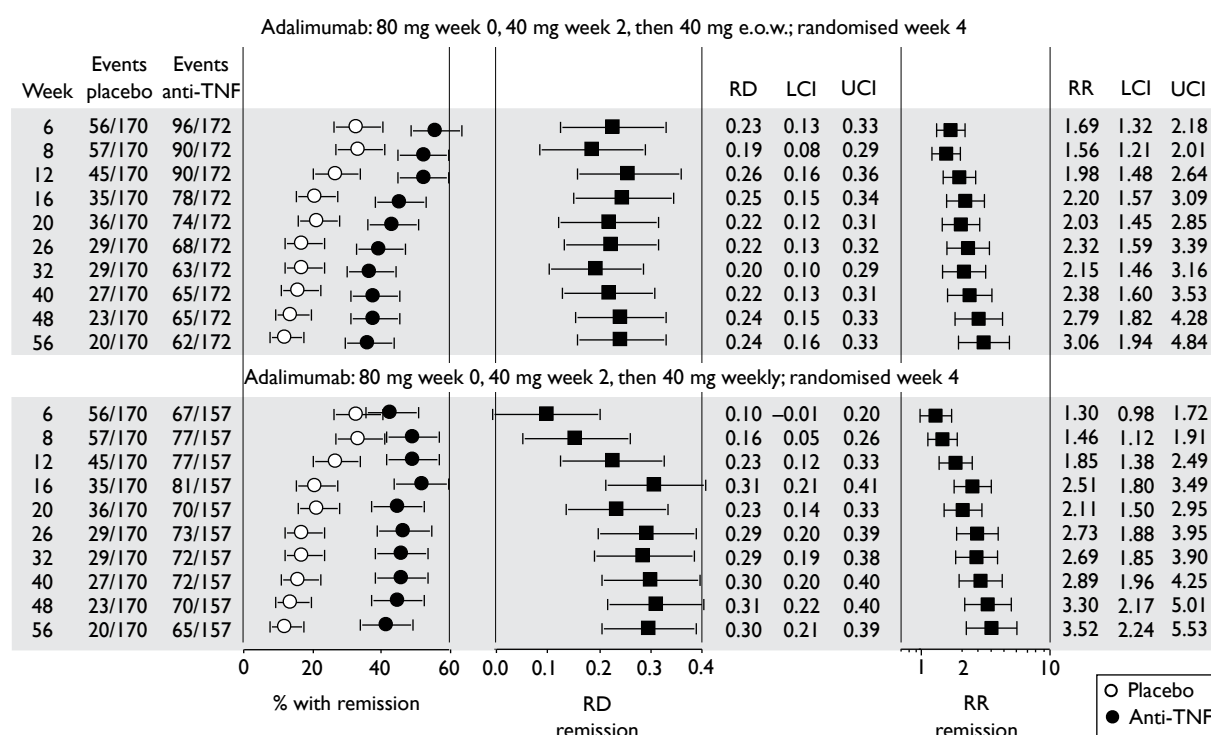 Adalimumab: 80 mg week 0, 40 mg week 2, then 40 mg e.o.w.; randomised week 4
Events Events
Week placebo anti-TNF RD LCI UCI RR LCI UCI
6 56/170 96/172 0.23 0.13 0.33 1.69 1.32 2.18
8 57/170 90/172 0.19 0.08 0.29 1.56 1.21 2.01
12 45/170 90/172 0.26 0.16 0.36 1.98 1.48 2.64
16 35/170 78/172 0.25 0.15 0.34 2.20 1.57 3.09
20 36/170 74/172 0.22 0.12 0.31 2.03 1.45 2.85
26 29/170 68/172 0.22 0.13 0.32 2.32 1.59 3.39
32 29/170 63/172 0.20 0.10 0.29 2.15 1.46 3.16
40 27/170 65/172 0.22 0.13 0.31 2.38 1.60 3.53
48 23/170 65/172 0.24 0.15 0.33 2.79 1.82 4.28
56 20/170 62/172 0.24 0.16 0.33 3.06 1.94 4.84
Adalimumab: 80 mg week 0, 40 mg week 2, then 40 mg weekly; randomised week 4
6 56/170 67/157 0.10 –0.01 0.20 1.30 0.98 1.72
8 57/170 77/157 0.16 0.05 0.26 1.46 1.12 1.91
12 45/170 77/157 0.23 0.12 0.33 1.85 1.38 2.49
16 35/170 81/157 0.31 0.21 0.41 2.51 1.80 3.49
20 36/170 70/157 0.23 0.14 0.33 2.11 1.50 2.95
26 29/170 73/157 0.29 0.20 0.39 2.73 1.88 3.95
32 29/170 72/157 0.29 0.19 0.38 2.69 1.85 3.90
40 27/170 72/157 0.30 0.20 0.40 2.89 1.96 4.25
48 23/170 70/157 0.31 0.22 0.40 3.30 2.17 5.01
56 20/170 65/157 0.30 0.21 0.39 3.52 2.24 5.53
0 20 40 60 0.0 0.1 0.2 0.3 0.4 1 2 10
% with remission RD RR
remission remission
Placebo
Anti-TNF